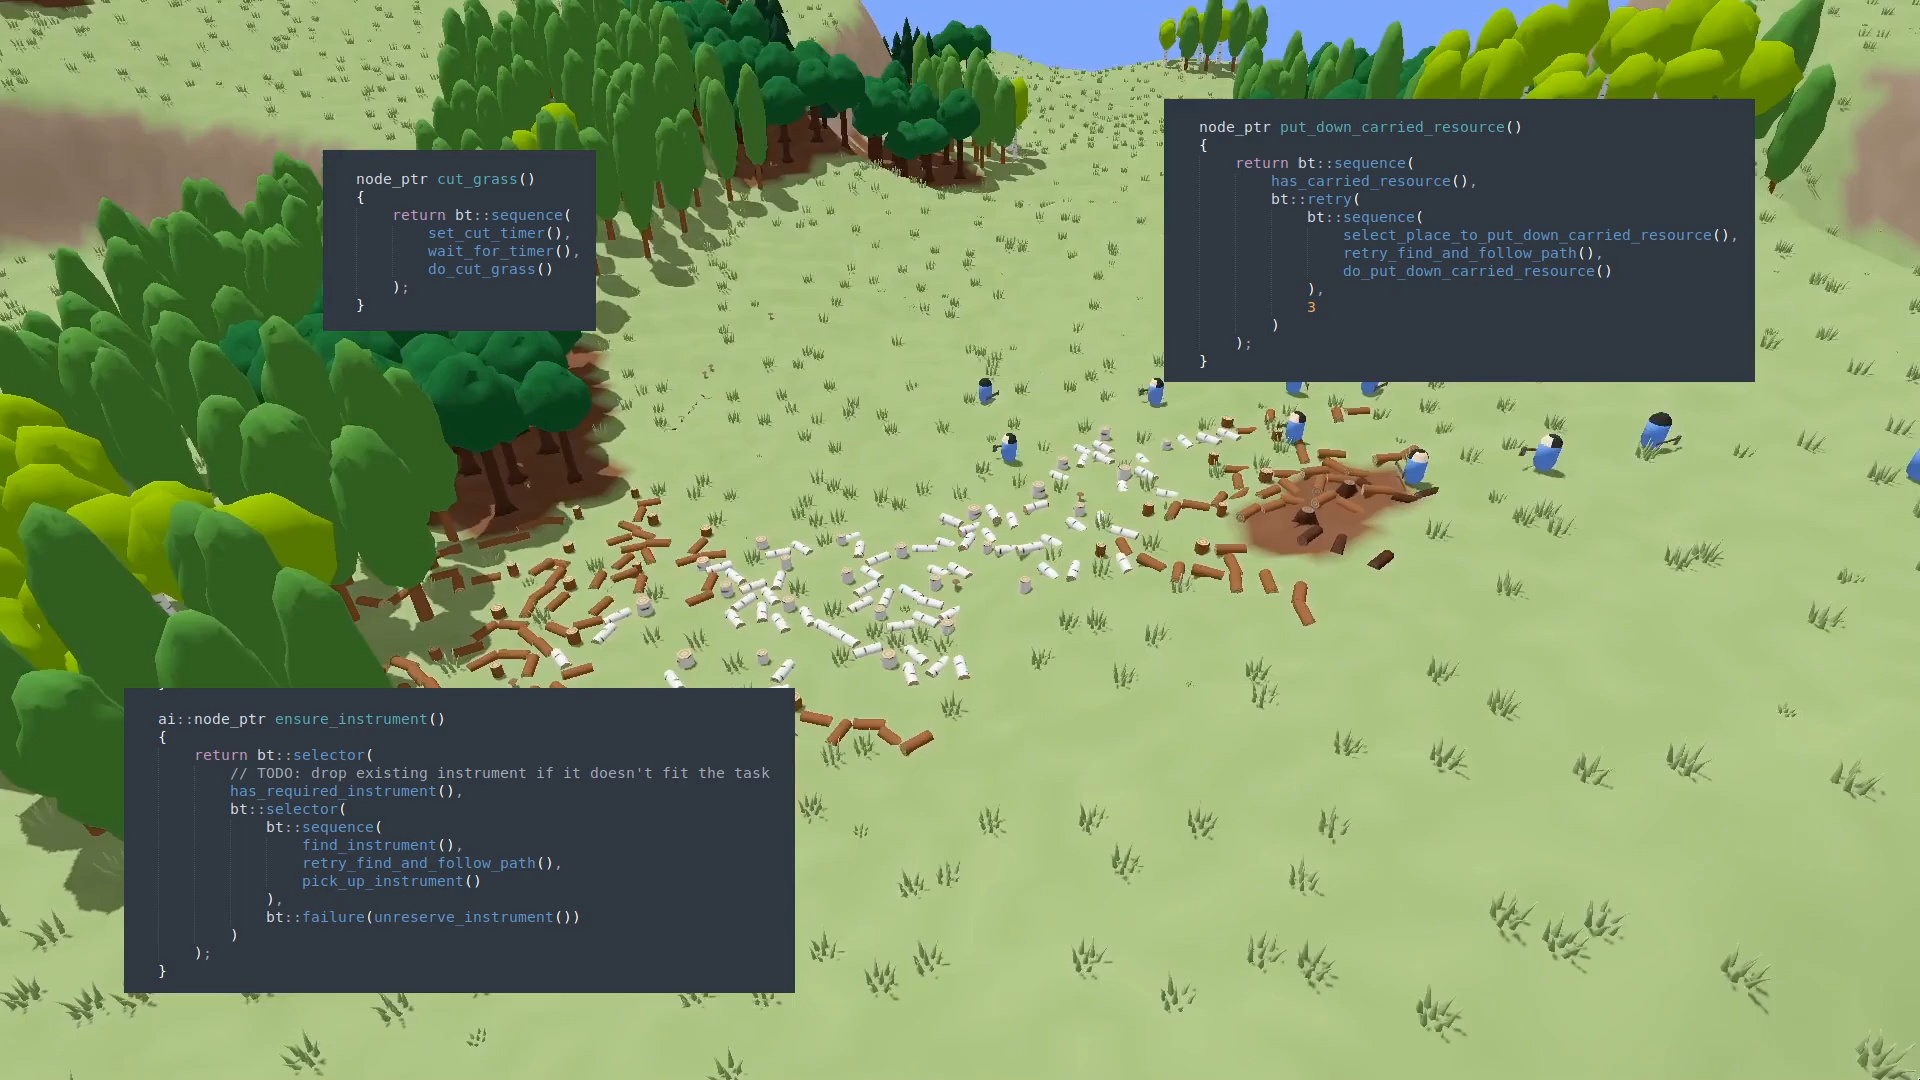 node_ptr cut_grass()
{
    return bt::sequence(
        set_cut_timer(),
        wait_for_timer(),
        do_cut_grass()
    );
}
node_ptr put_down_carried_resource()
{
    return bt::sequence(
        has_carried_resource(),
        bt::retry(
            bt::sequence(
                select_place_to_put_down_carried_resource(),
                retry_find_and_follow_path(),
                do_put_down_carried_resource()
            ),
            3
        )
    );
}
ai::node_ptr ensure_instrument()
{
    return bt::selector(
        // TODO: drop existing instrument if it doesn't fit the task
        has_required_instrument(),
        bt::selector(
            bt::sequence(
                find_instrument(),
                retry_find_and_follow_path(),
                pick_up_instrument()
            ),
            bt::failure(unreserve_instrument())
        )
    );
}